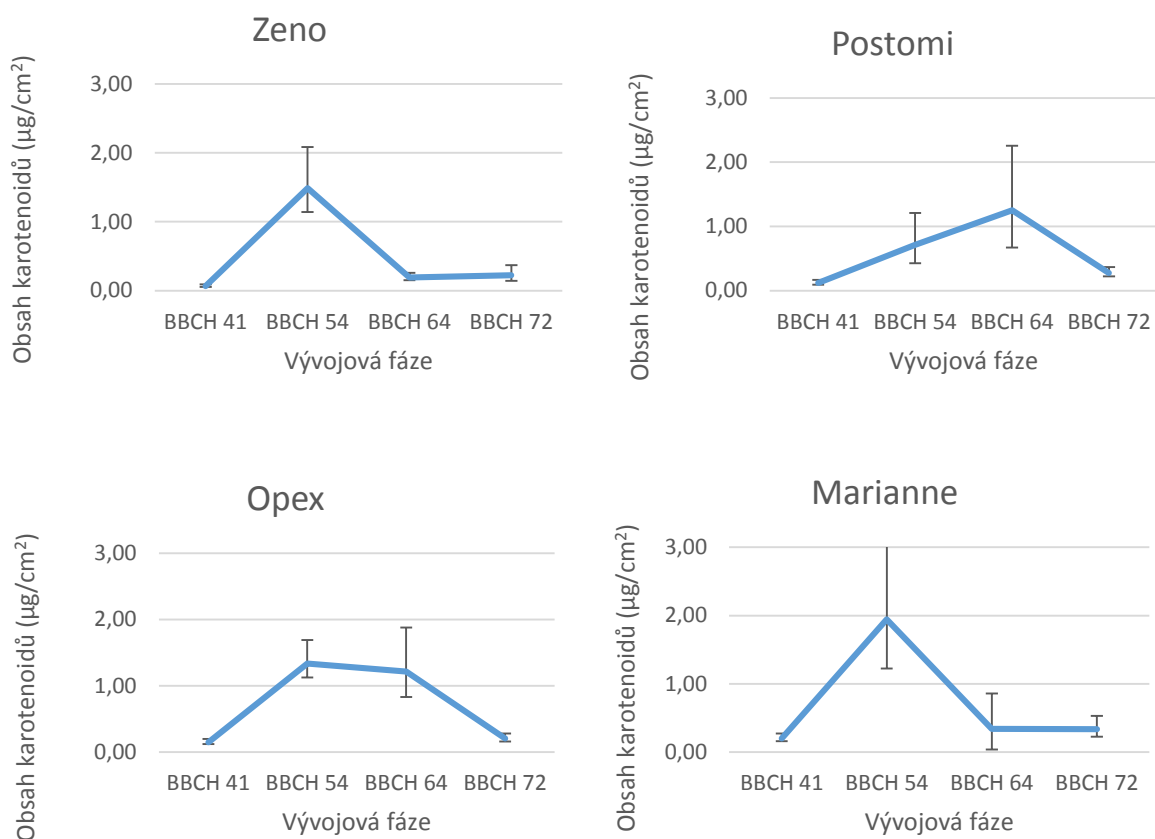 Zeno
Obsah karotenoidů (µg/cm²)
3,00
2,00
1,00
0,00
BBCH 41 BBCH 54 BBCH 64 BBCH 72
Vývojová fáze
Postomi
Obsah karotenoidů (µg/cm²)
3,00
2,00
1,00
0,00
BBCH 41 BBCH 54 BBCH 64 BBCH 72
Vývojová fáze
Opex
Obsah karotenoidů (µg/cm²)
3,00
2,00
1,00
0,00
BBCH 41 BBCH 54 BBCH 64 BBCH 72
Vývojová fáze
Marianne
Obsah karotenoidů (µg/cm²)
3,00
2,00
1,00
0,00
BBCH 41 BBCH 54 BBCH 64 BBCH 72
Vývojová fáze